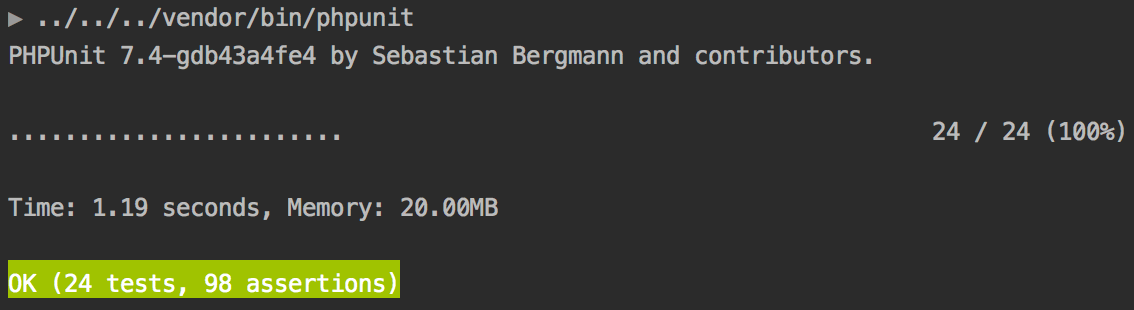 ▶ ../../../vendor/bin/phpunit
PHPUnit 7.4-gdb43a4fe4 by Sebastian Bergmann and contributors.
........................ 24 / 24 (100%)
Time: 1.19 seconds, Memory: 20.00MB
OK (24 tests, 98 assertions)